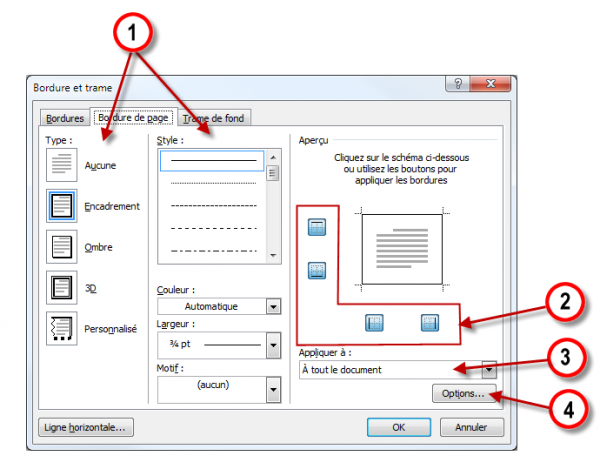 1
Bordure et trame
Bordures
Bordure de page
Trame de fond
Type :
Aucune
Encadrement
Ombre
3D
Personnalisé
Style :
Couleur :
Automatique
Largeur :
¾ pt
Motif :
(aucun)
Aperçu
Cliquez sur le schéma ci-dessous
ou utilisez les boutons pour
appliquer les bordures
2
Appliquer à :
3
À tout le document
Options...
4
Ligne horizontale...
OK
Annuler